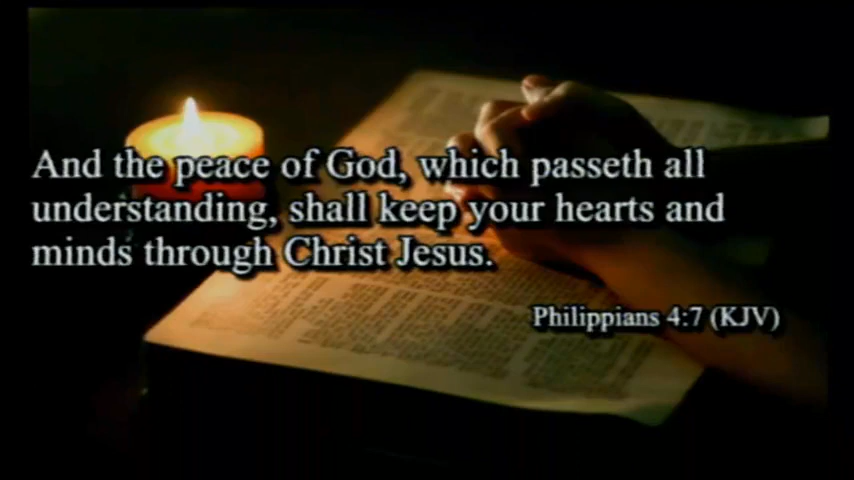 And the peace of God, which passeth all
understanding, shall keep your hearts and
minds through Christ Jesus.
Philippians 4:7 (KJV)